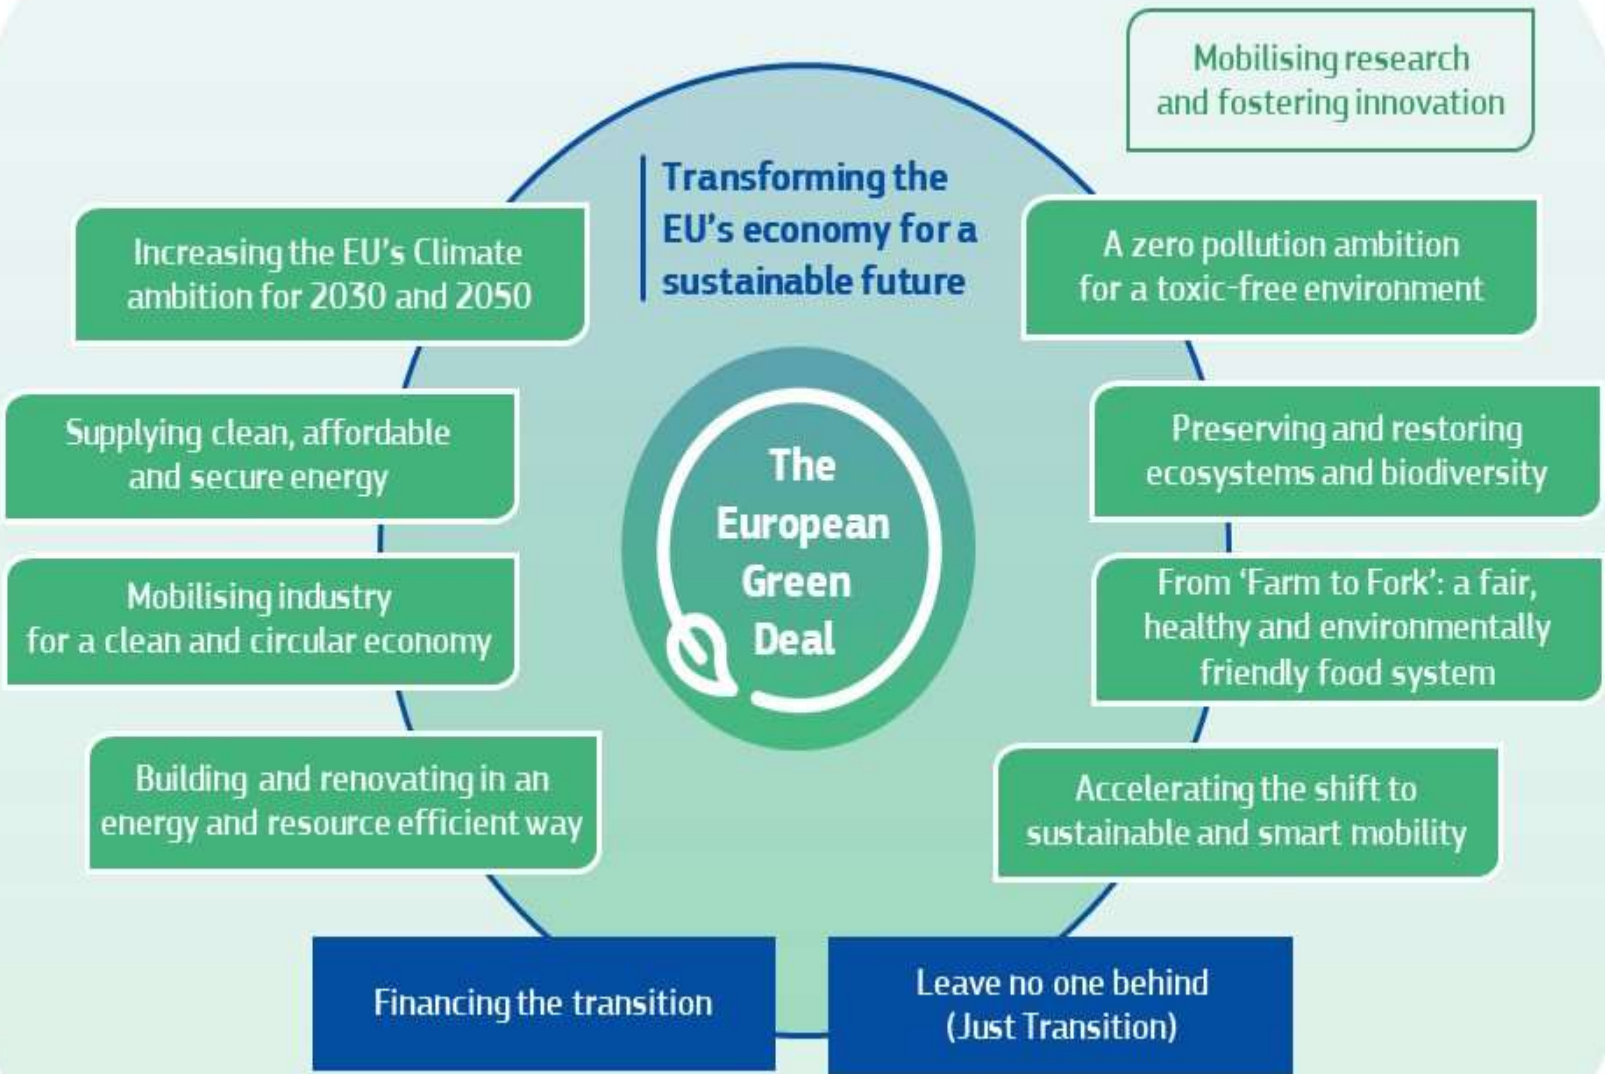 Mobilising research
and fostering innovation
Transforming the
EU's economy for a
sustainable future
Increasing the EU's Climate
ambition for 2030 and 2050
A zero pollution ambition
for a toxic-free environment
Supplying clean, affordable
and secure energy
Preserving and restoring
ecosystems and biodiversity
The
European
Green
Deal
Mobilising industry
for a clean and circular economy
From ‘Farm to Fork’: a fair,
healthy and environmentally
friendly food system
Building and renovating in an
energy and resource efficient way
Accelerating the shift to
sustainable and smart mobility
Financing the transition
Leave no one behind
(Just Transition)